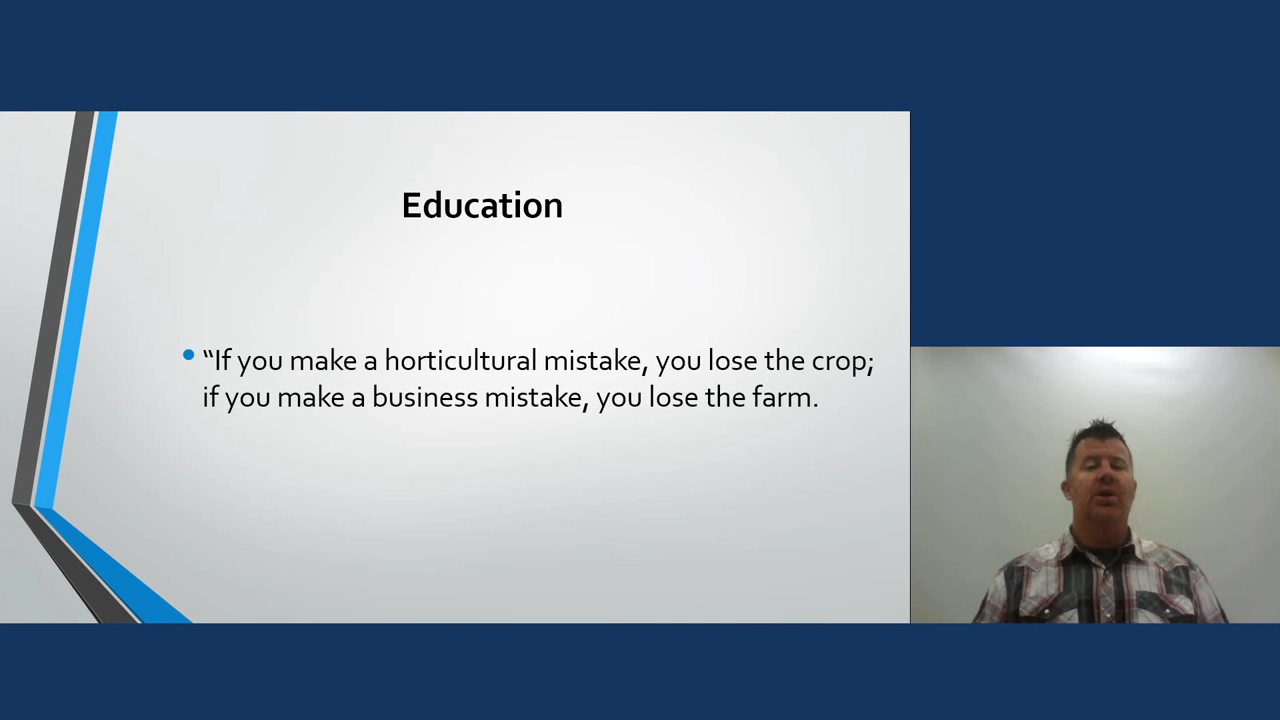 Education
“If you make a horticultural mistake, you lose the crop;
if you make a business mistake, you lose the farm.